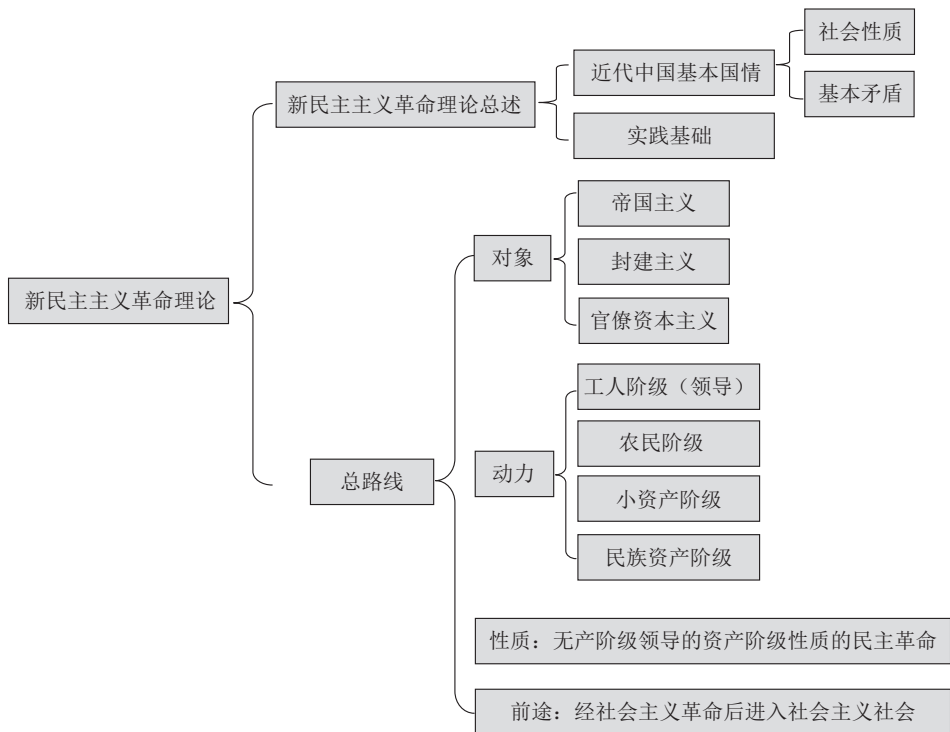 社会性质
近代中国基本国情
基本矛盾
新民主主义革命理论总述
实践基础
帝国主义
对象
封建主义
新民主主义革命理论
官僚资本主义
工人阶级（领导）
农民阶级
总路线
动力
小资产阶级
民族资产阶级
性质：无产阶级领导的资产阶级性质的民主革命
前途：经社会主义革命后进入社会主义社会